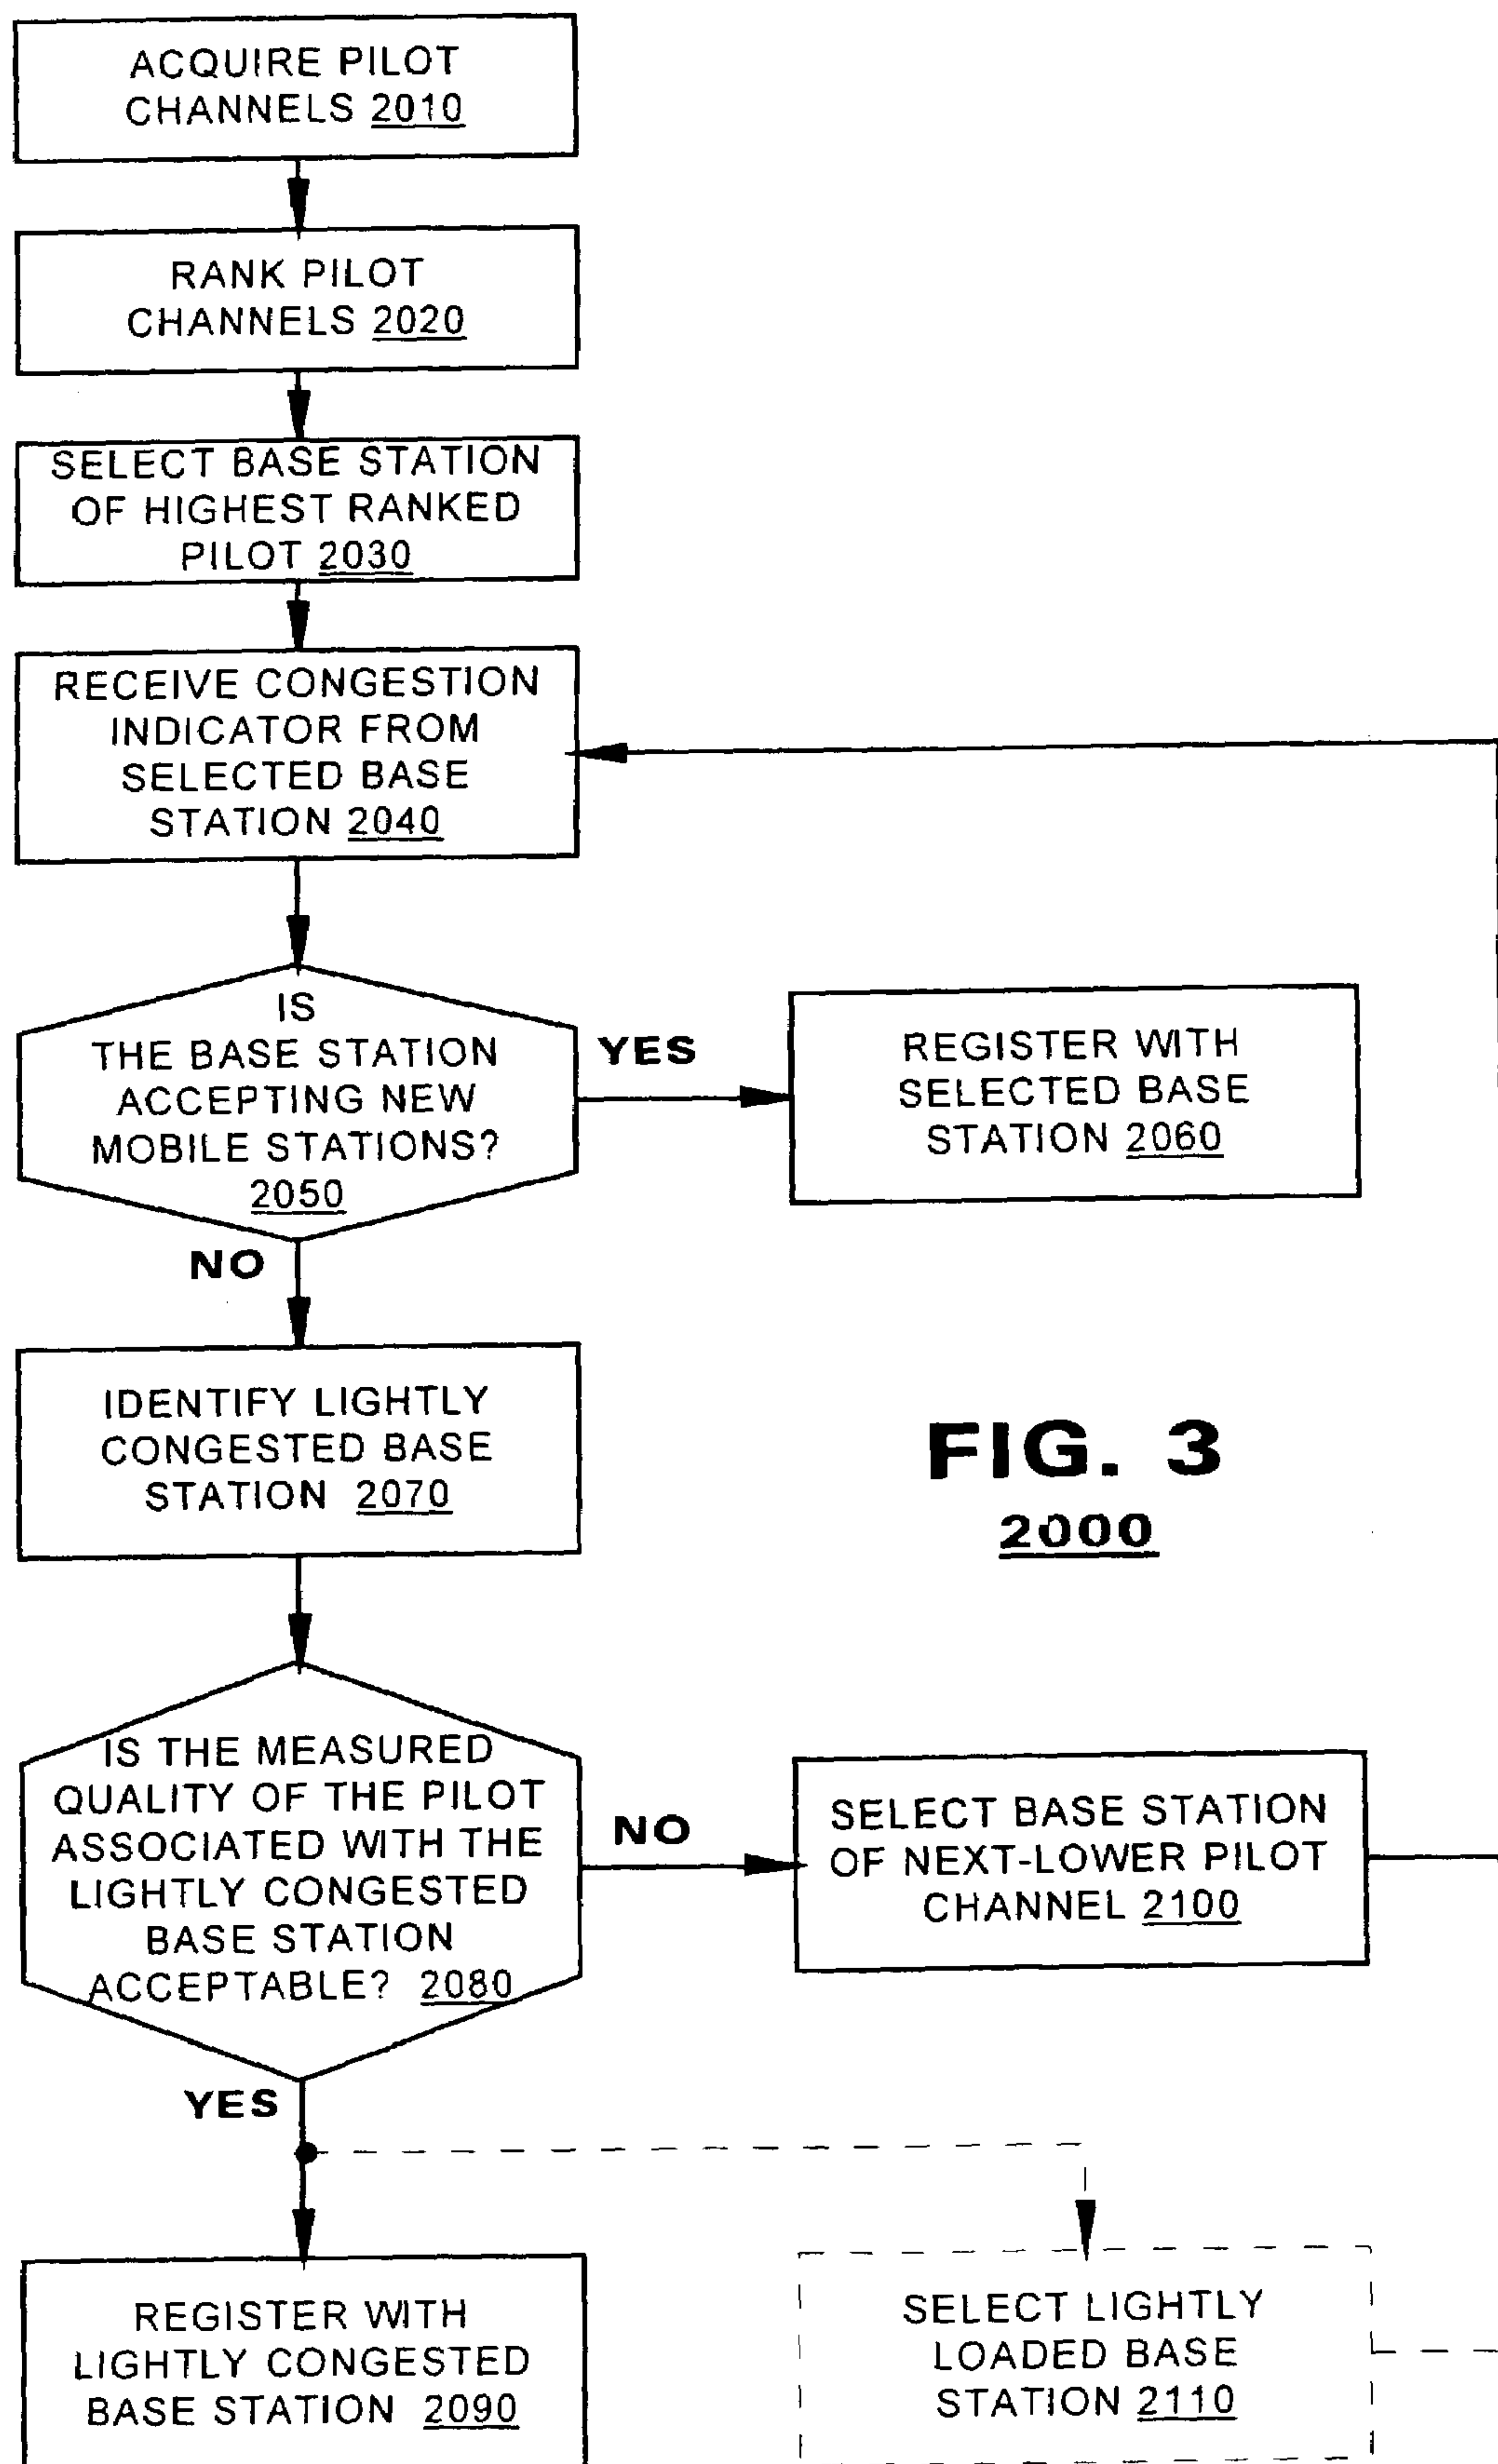 ACQUIRE PILOT
CHANNELS 2010
RANK PILOT
CHANNELS 2020
SELECT BASE STATION
OF HIGHEST RANKED
PILOT 2030
RECEIVE CONGESTION
INDICATOR FROM
SELECTED BASE
STATION 2040
IS
THE BASE STATION
ACCEPTING NEW
MOBILE STATIONS?
2050
YES
REGISTER WITH
SELECTED BASE
STATION 2060
NO
IDENTIFY LIGHTLY
CONGESTED BASE
STATION 2070
FIG. 3
2000
IS THE MEASURED
QUALITY OF THE PILOT
ASSOCIATED WITH THE
LIGHTLY CONGESTED
BASE STATION
ACCEPTABLE? 2080
NO
SELECT BASE STATION
OF NEXT-LOWER PILOT
CHANNEL 2100
YES
REGISTER WITH
LIGHTLY CONGESTED
BASE STATION 2090
SELECT LIGHTLY
LOADED BASE
STATION 2110